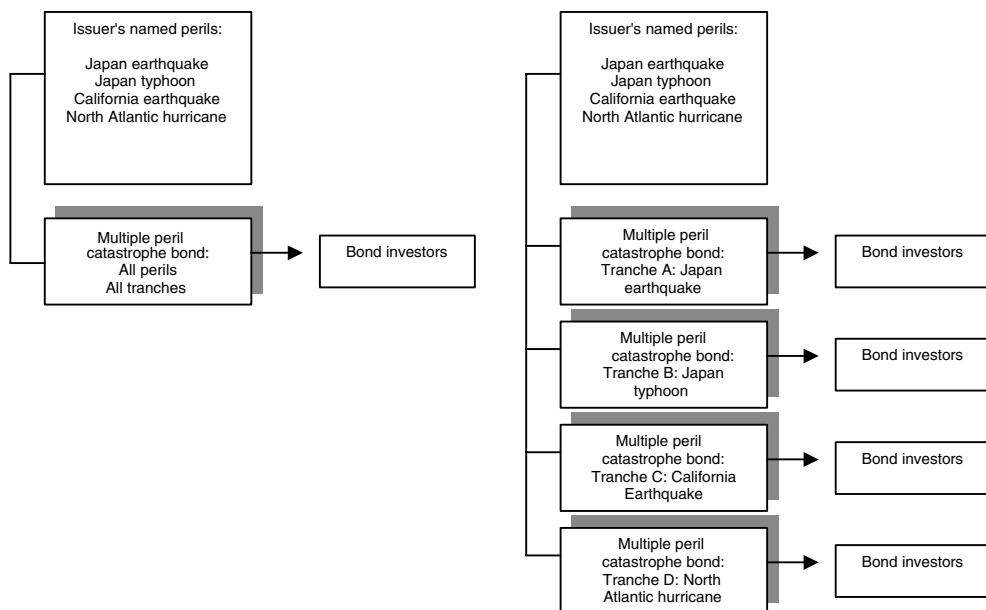 Issuer's named perils:
Japan earthquake
Japan typhoon
California earthquake
North Atlantic hurricane
Multiple peril
catastrophe bond:
All perils
All tranches
Bond investors
Issuer's named perils:
Japan earthquake
Japan typhoon
California earthquake
North Atlantic hurricane
Multiple peril
catastrophe bond:
Tranche A: Japan
earthquake
Bond investors
Multiple peril
catastrophe bond:
Tranche B: Japan
typhoon
Bond investors
Multiple peril
catastrophe bond:
Tranche C: California
Earthquake
Bond investors
Multiple peril
catastrophe bond:
Tranche D: North
Atlantic hurricane
Bond investors